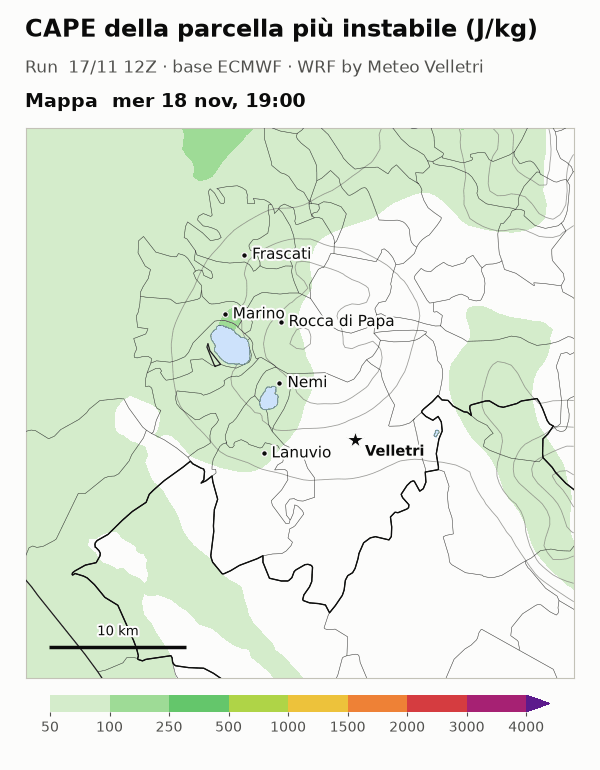 CAPE della parcella più instabile (J/kg)
Run  17/11 12Z · base ECMWF · WRF by Meteo Velletri
Mappa  mer 18 nov, 19:00
Frascati
Marino
Rocca di Papa
Nemi
Velletri
Lanuvio
10 km
50 100 250 500 1000 1500 2000 3000 4000